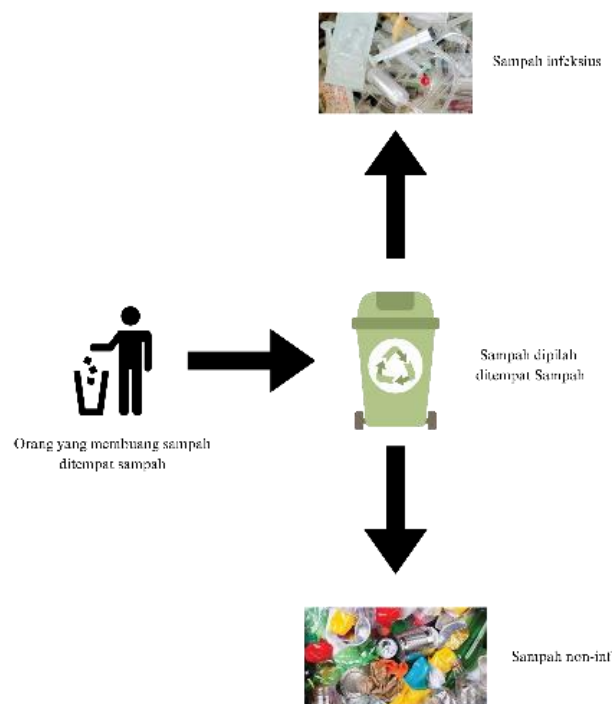 Sampah infeksius
Sampah dipilah
ditempat Sampah
Orang yang membuang sampah
ditempat sampah
Sampah non-inf